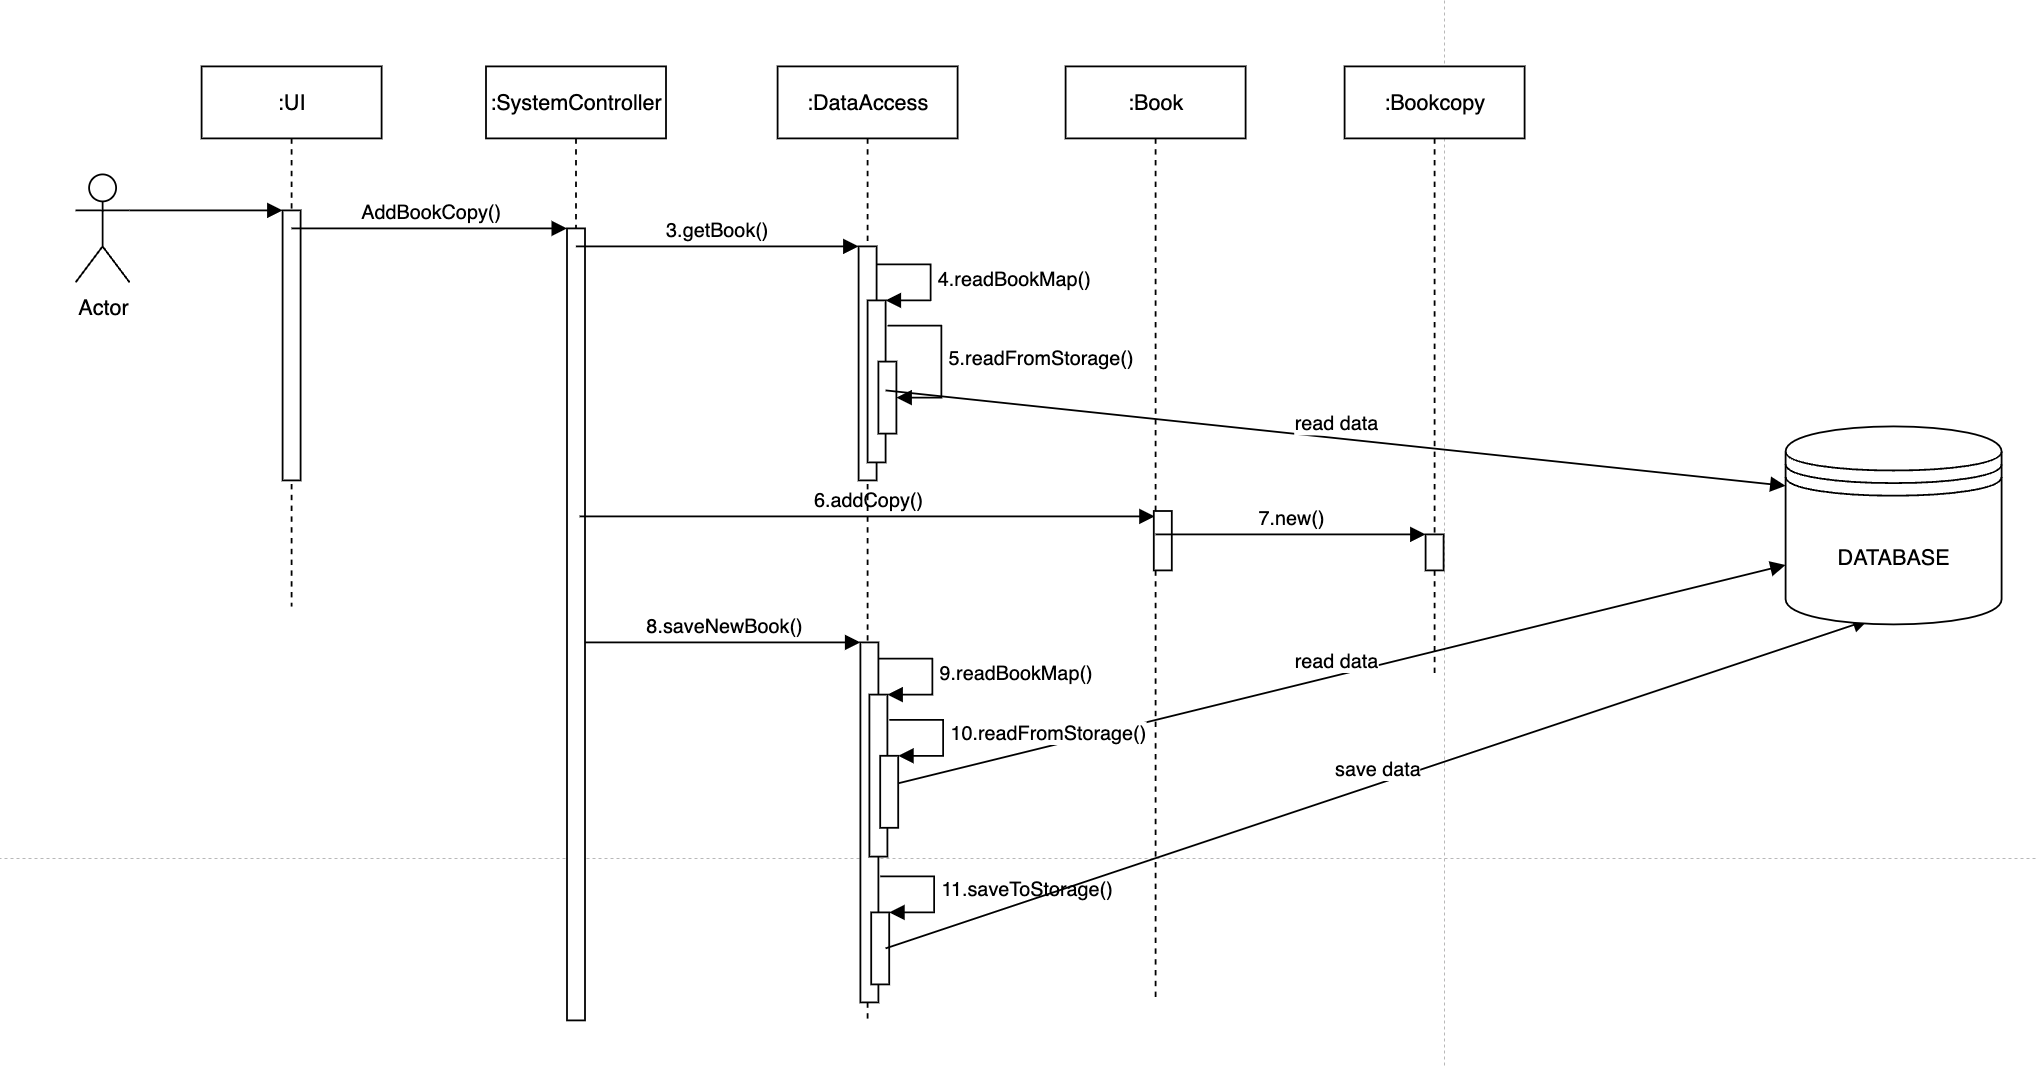 :UI
:SystemController
:DataAccess
:Book
:Bookcopy
Actor
AddBookCopy()
3.getBook()
4.readBookMap()
5.readFromStorage()
read data
6.addCopy()
7.new()
DATABASE
8.saveNewBook()
9.readBookMap()
read data
10.readFromStorage()
save data
11.saveToStorage()